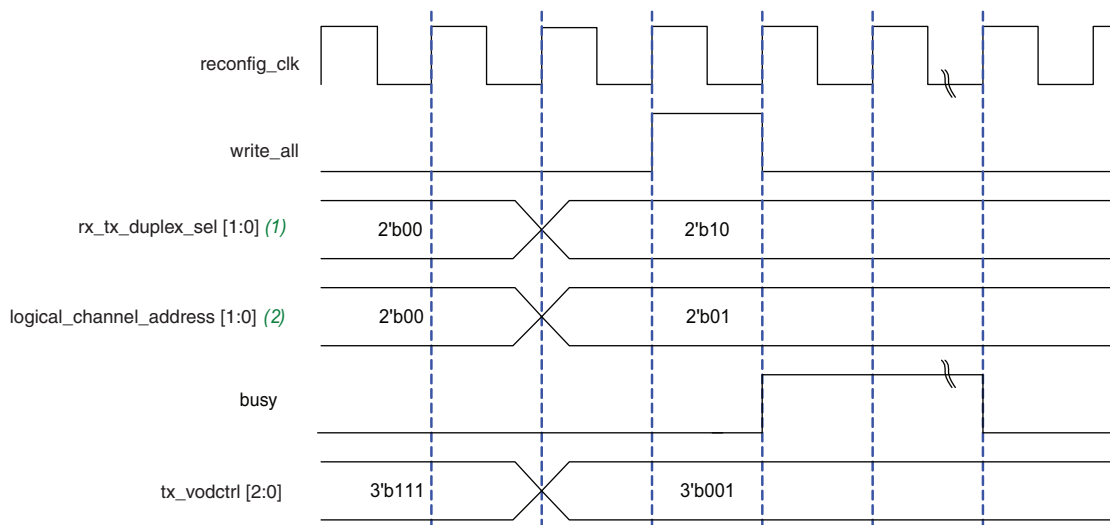 reconfig_clk
write_all
rx_tx_duplex_sel [1:0] (1) 2'b00 2'b10
logical_channel_address [1:0] (2) 2'b00 2'b01
busy
tx_vodctrl [2:0] 3'b111 3'b001